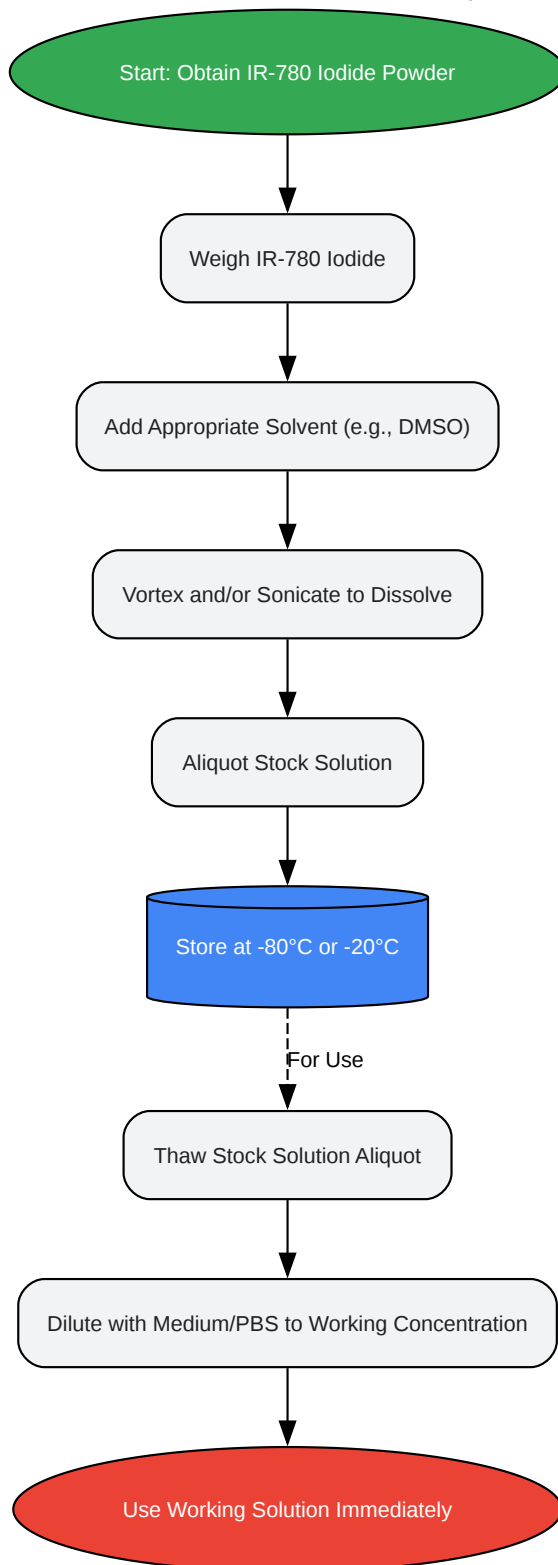 Start: Obtain IR-780 Iodide Powder
Weigh IR-780 Iodide
Add Appropriate Solvent (e.g., DMSO)
Vortex and/or Sonicate to Dissolve
Aliquot Stock Solution
Store at -80°C or -20°C
For Use
Thaw Stock Solution Aliquot
Dilute with Medium/PBS to Working Concentration
Use Working Solution Immediately